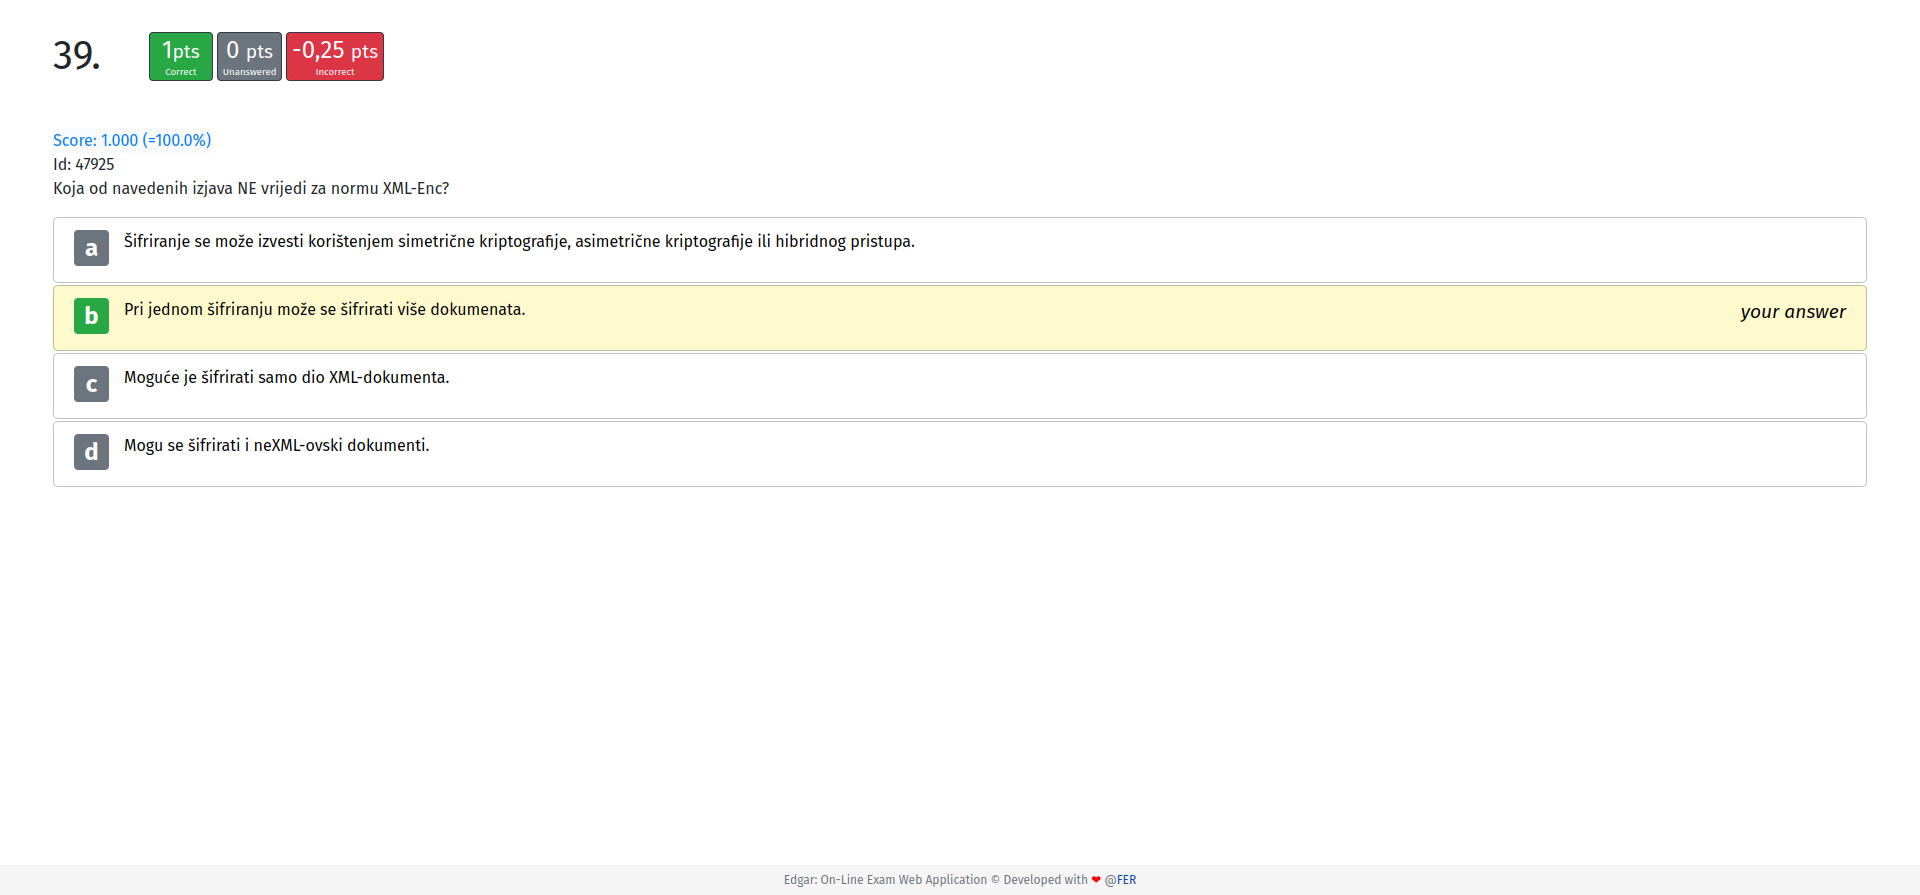 39.
1pts
Correct
0 pts
Unanswered
-0,25 pts
Incorrect
Score: 1.000 (=100.0%)
Id: 47925
Koja od navedenih izjava NE vrijedi za normu XML-Enc?
a Šifriranje se može izvesti korištenjem simetrične kriptografije, asimetrične kriptografije ili hibridnog pristupa.
b Pri jednom šifriranju može se šifrirati više dokumenata. your answer
c Moguće je šifrirati samo dio XML-dokumenta.
d Mogu se šifrirati i neXML-ovski dokumenti.
Edgar: On-Line Exam Web Application © Developed with ❤ @FER